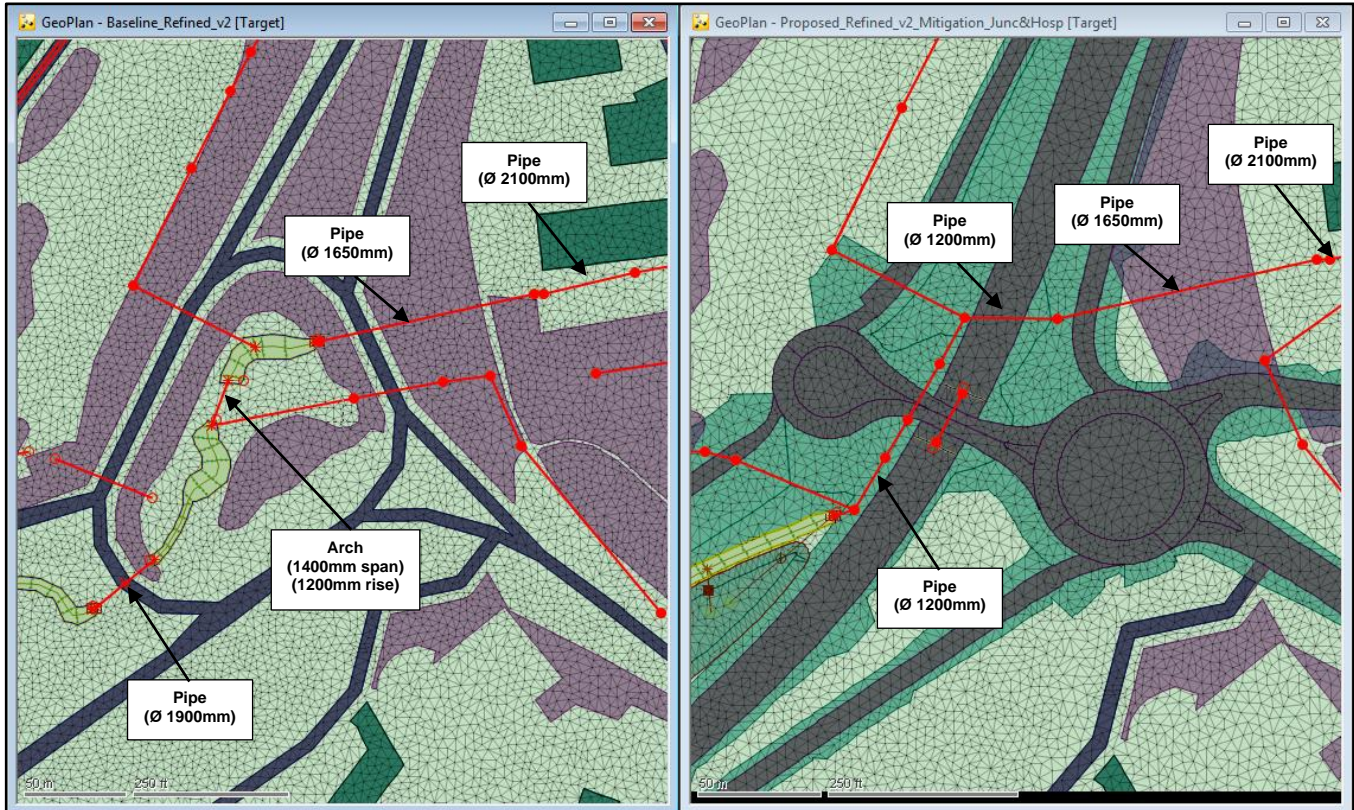 GeoPlan - Baseline_Refined_v2 [Target]
Pipe
(Ø 2100mm)
Pipe
(Ø 1650mm)
Arch
(1400mm span)
(1200mm rise)
Pipe
(Ø 1900mm)
50 m
250 ft
GeoPlan - Proposed_Refined_v2_Mitigation_Junc&Hosp [Target]
Pipe
(Ø 2100mm)
Pipe
(Ø 1650mm)
Pipe
(Ø 1200mm)
Pipe
(Ø 1200mm)
50 m
250 ft